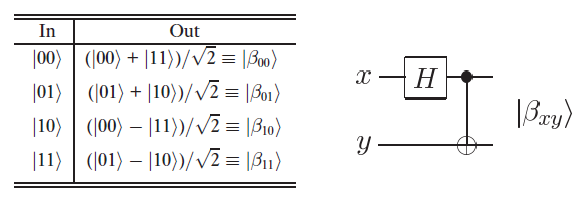 In Out
|00⟩ (|00⟩ + |11⟩)/√2 ≡ |β₀₀⟩
|01⟩ (|01⟩ + |10⟩)/√2 ≡ |β₀₁⟩
|10⟩ (|00⟩ − |11⟩)/√2 ≡ |β₁₀⟩
|11⟩ (|01⟩ − |10⟩)/√2 ≡ |β₁₁⟩
x H
|βxy⟩
y